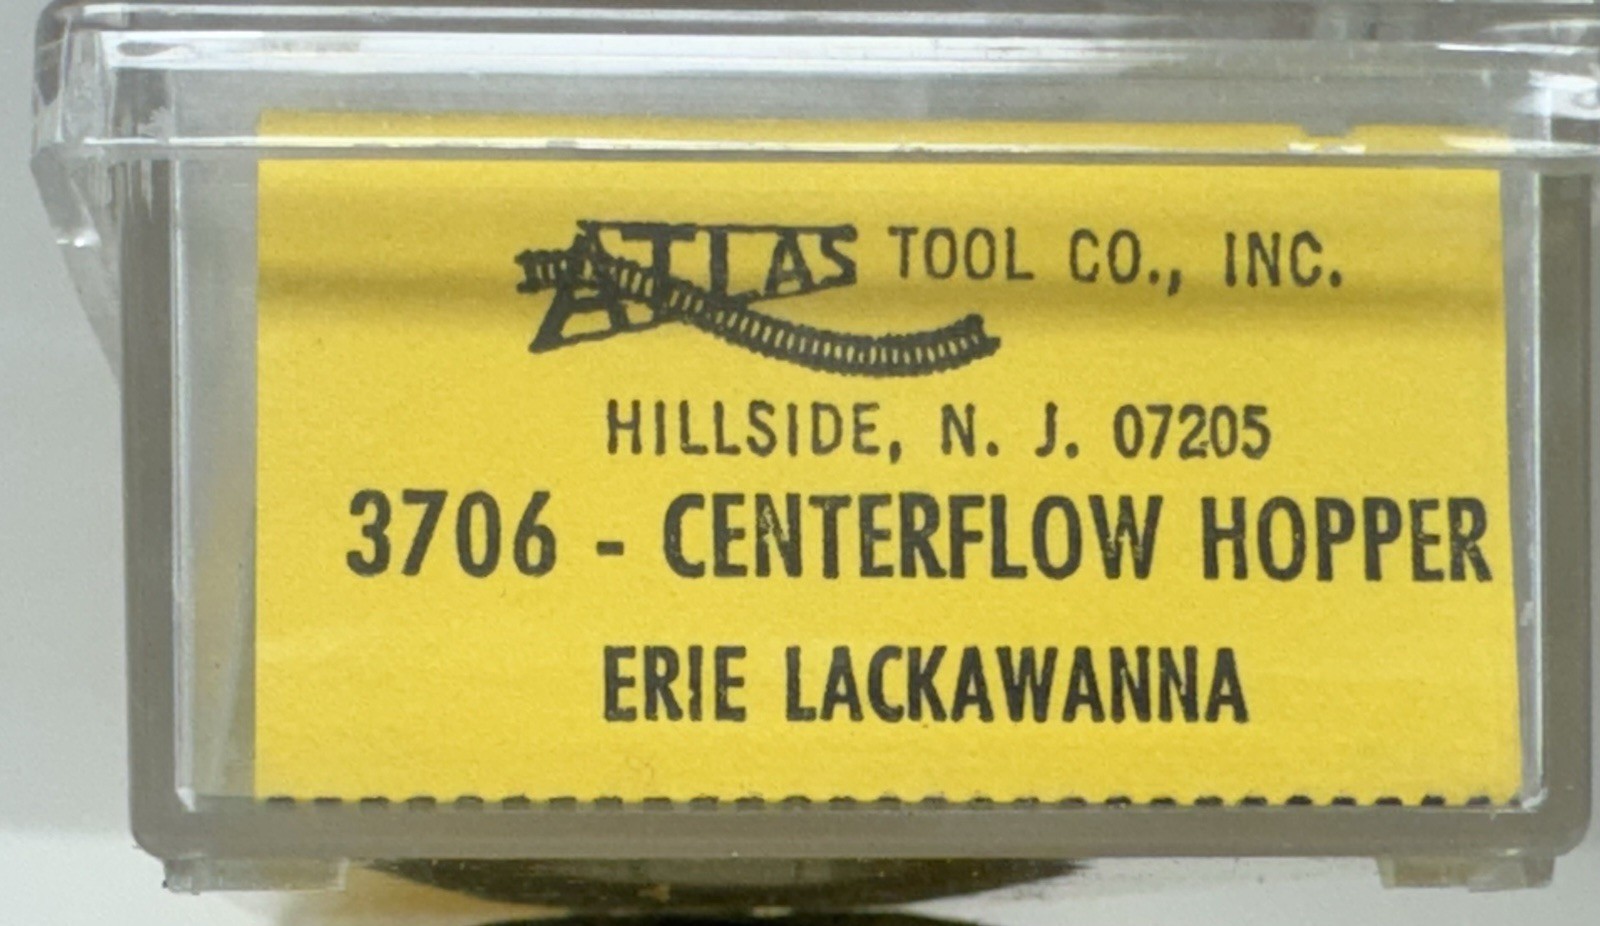 ATLAS TOOL CO., INC.
HILLSIDE, N. J. 07205
3706 - CENTERFLOW HOPPER
ERIE LACKAWANNA